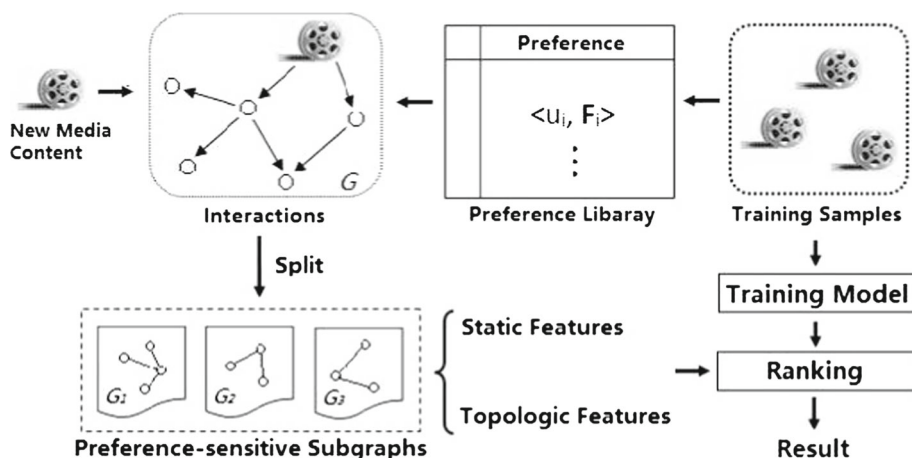 New Media
Content
G
Interactions
Preference
<uᵢ, Fᵢ>
⋮
Preference Libaray
Training Samples
Split
G₁
G₂
G₃
Preference-sensitive Subgraphs
Static Features
Topologic Features
Training Model
Ranking
Result